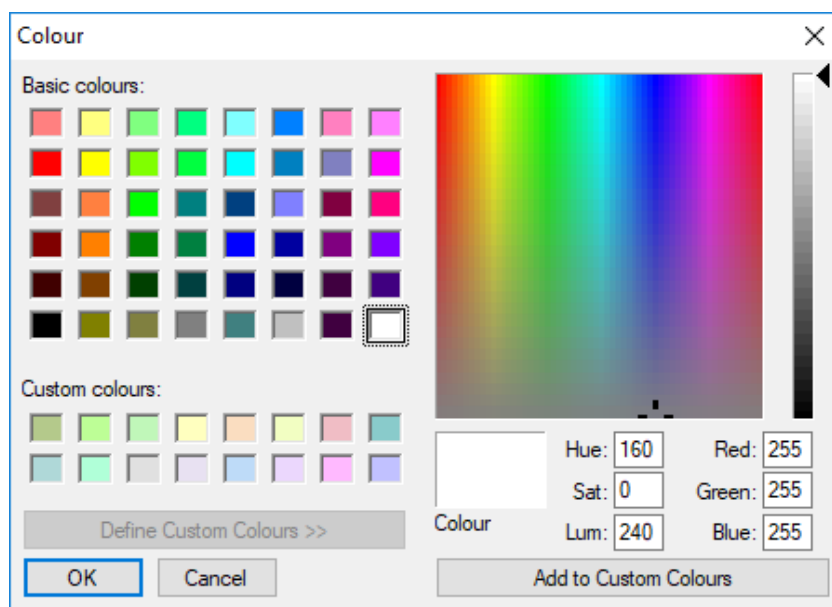 Colour
Basic colours:
Custom colours:
Define Custom Colours >>
OK Cancel
Colour
Hue: 160 Red: 255
Sat: 0 Green: 255
Lum: 240 Blue: 255
Add to Custom Colours